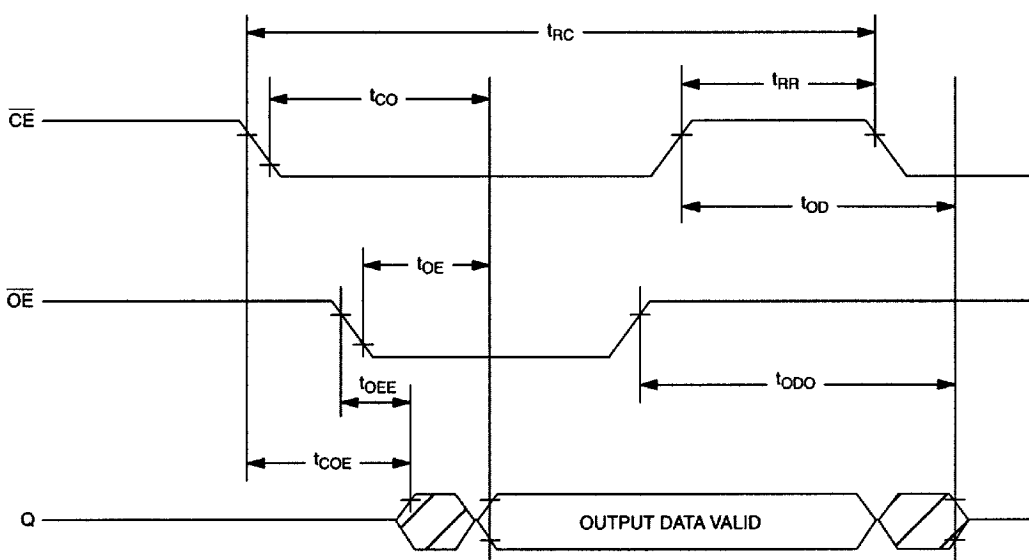 tRC
tRR
tCO
CE
tOD
tOE
OE
tOEE
tODO
tCOE
Q
OUTPUT DATA VALID